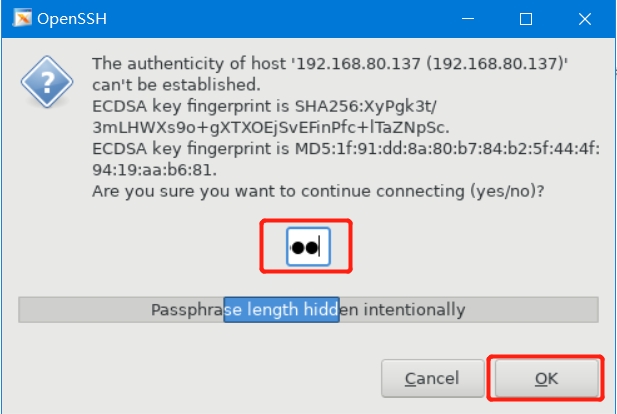 OpenSSH
The authenticity of host '192.168.80.137 (192.168.80.137)'
can't be established.
ECDSA key fingerprint is SHA256:XyPgk3t/
3mLHWXs9o+gXTXOEjSvEFinPfc+lTaZNpSc.
ECDSA key fingerprint is MD5:1f:91:dd:8a:80:b7:84:b2:5f:44:4f:
94:19:aa:b6:81.
Are you sure you want to continue connecting (yes/no)?
Passphrase length hidden intentionally
Cancel
OK